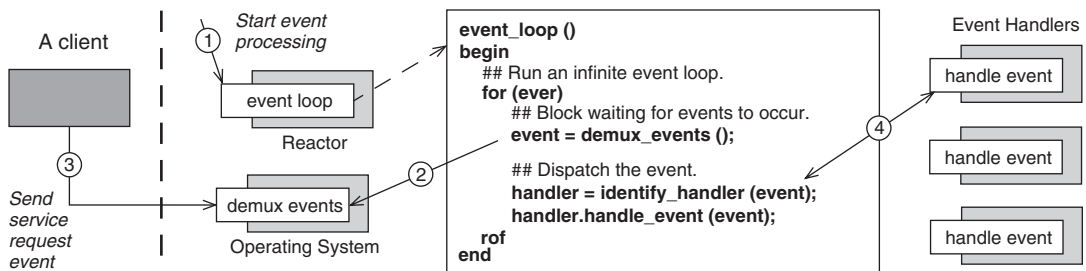 A client
3
Send
service
request
event
1
Start event
processing
event loop
Reactor
demux events
Operating System
2
event_loop ()
begin
## Run an infinite event loop.
for (ever)
## Block waiting for events to occur.
event = demux_events ();
## Dispatch the event.
handler = identify_handler (event);
handler.handle_event (event);
rof
end
4
Event Handlers
handle event
handle event
handle event